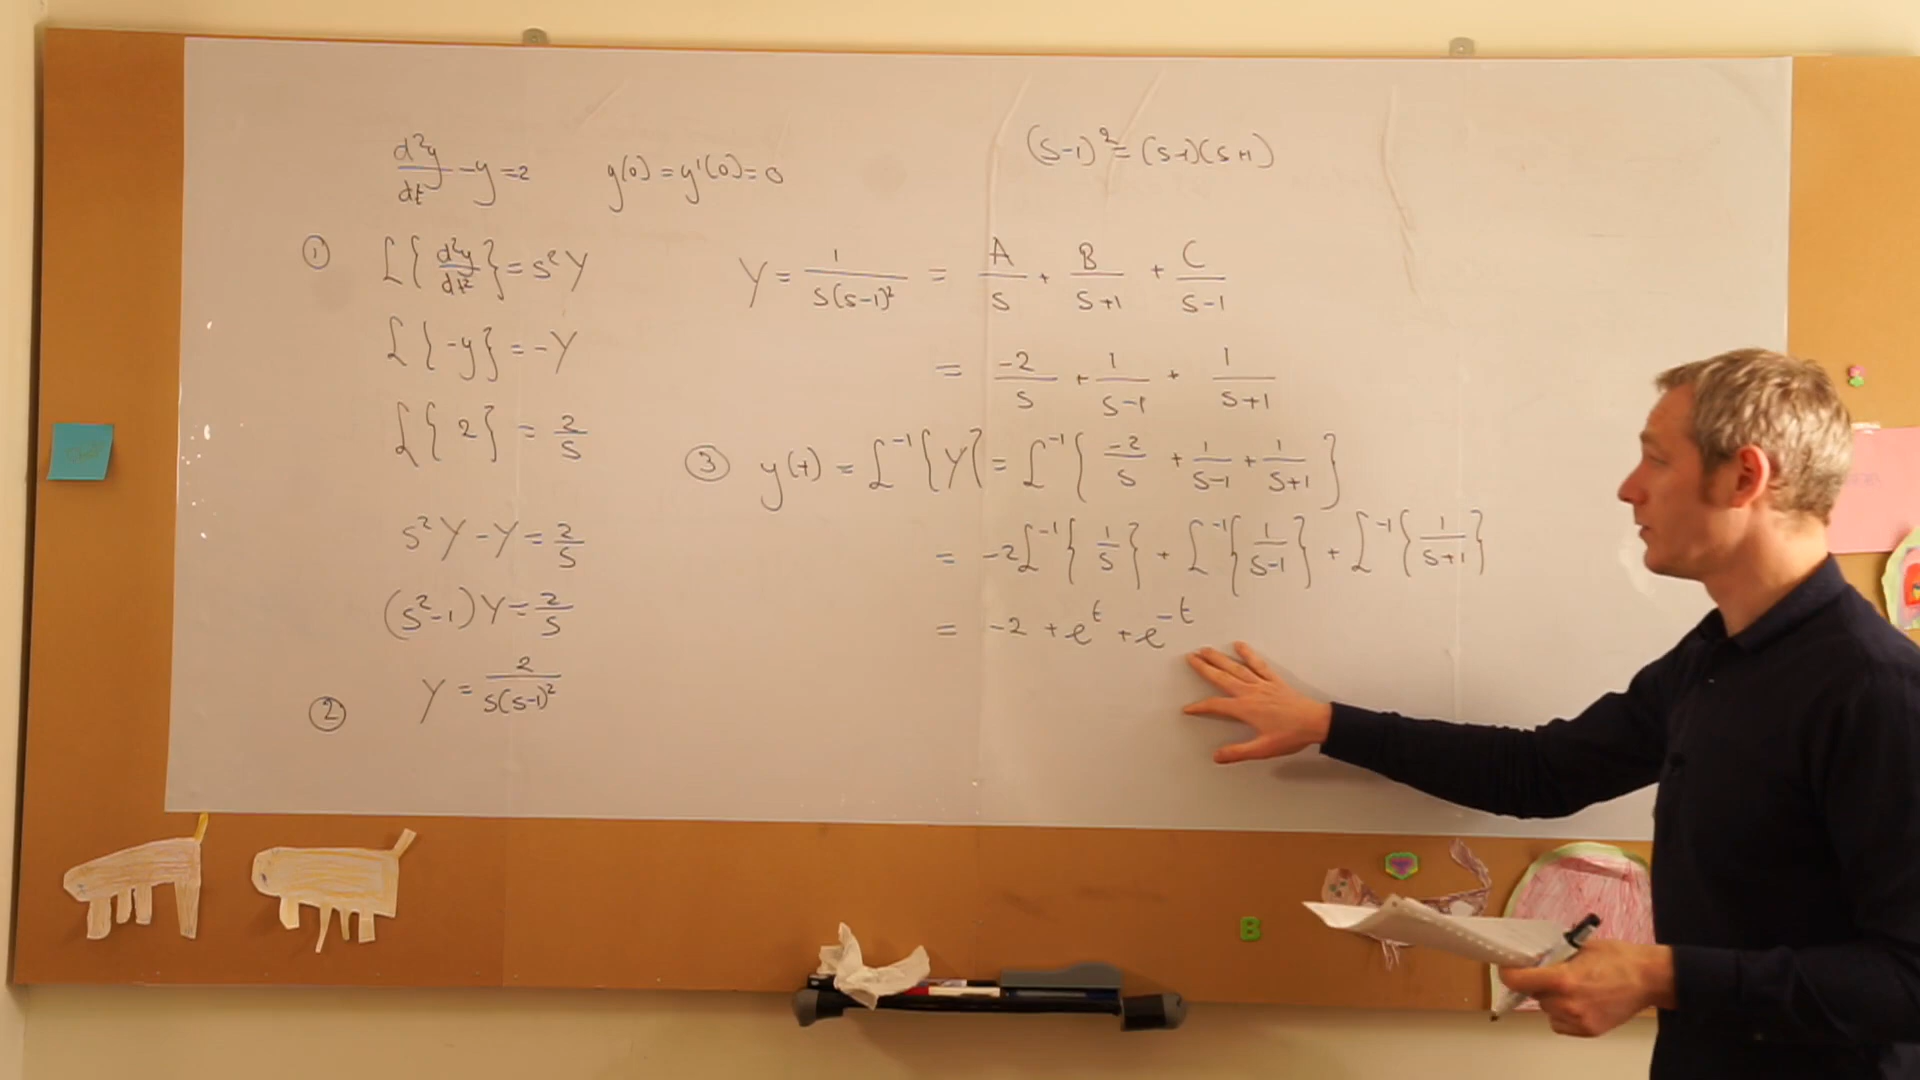 d²y/dt² - y = 2   y(0) = y'(0) = 0
① L{d²y/dt²} = s²Y
L{-y} = -Y
L{2} = 2/s
s²Y - Y = 2/s
(s²-1)Y = 2/s
② Y = 2/s(s-1)²
(s-1)² = (s-1)(s+1)
Y = 1/s(s-1)² = A/s + B/s+1 + C/s-1
= -2/s + 1/s-1 + 1/s+1
③ y(t) = L⁻¹{Y} = L⁻¹{-2/s + 1/s-1 + 1/s+1}
= -2L⁻¹{1/s} + L⁻¹{1/s-1} + L⁻¹{1/s+1}
= -2 + eᵗ + e⁻ᵗ
B